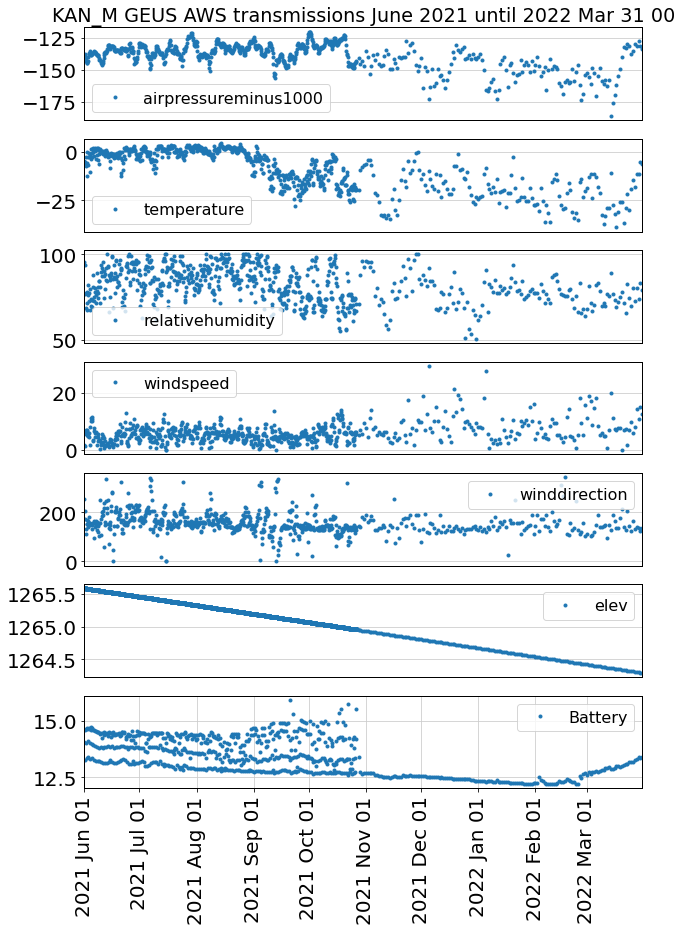 KAN_M GEUS AWS transmissions June 2021 until 2022 Mar 31 00
−125
−150
−175
airpressureminus1000
0
−25
temperature
100
50
relativehumidity
20
0
windspeed
200
0
winddirection
1265.5
1265.0
1264.5
elev
15.0
12.5
Battery
2021 Jun 01
2021 Jul 01
2021 Aug 01
2021 Sep 01
2021 Oct 01
2021 Nov 01
2021 Dec 01
2022 Jan 01
2022 Feb 01
2022 Mar 01